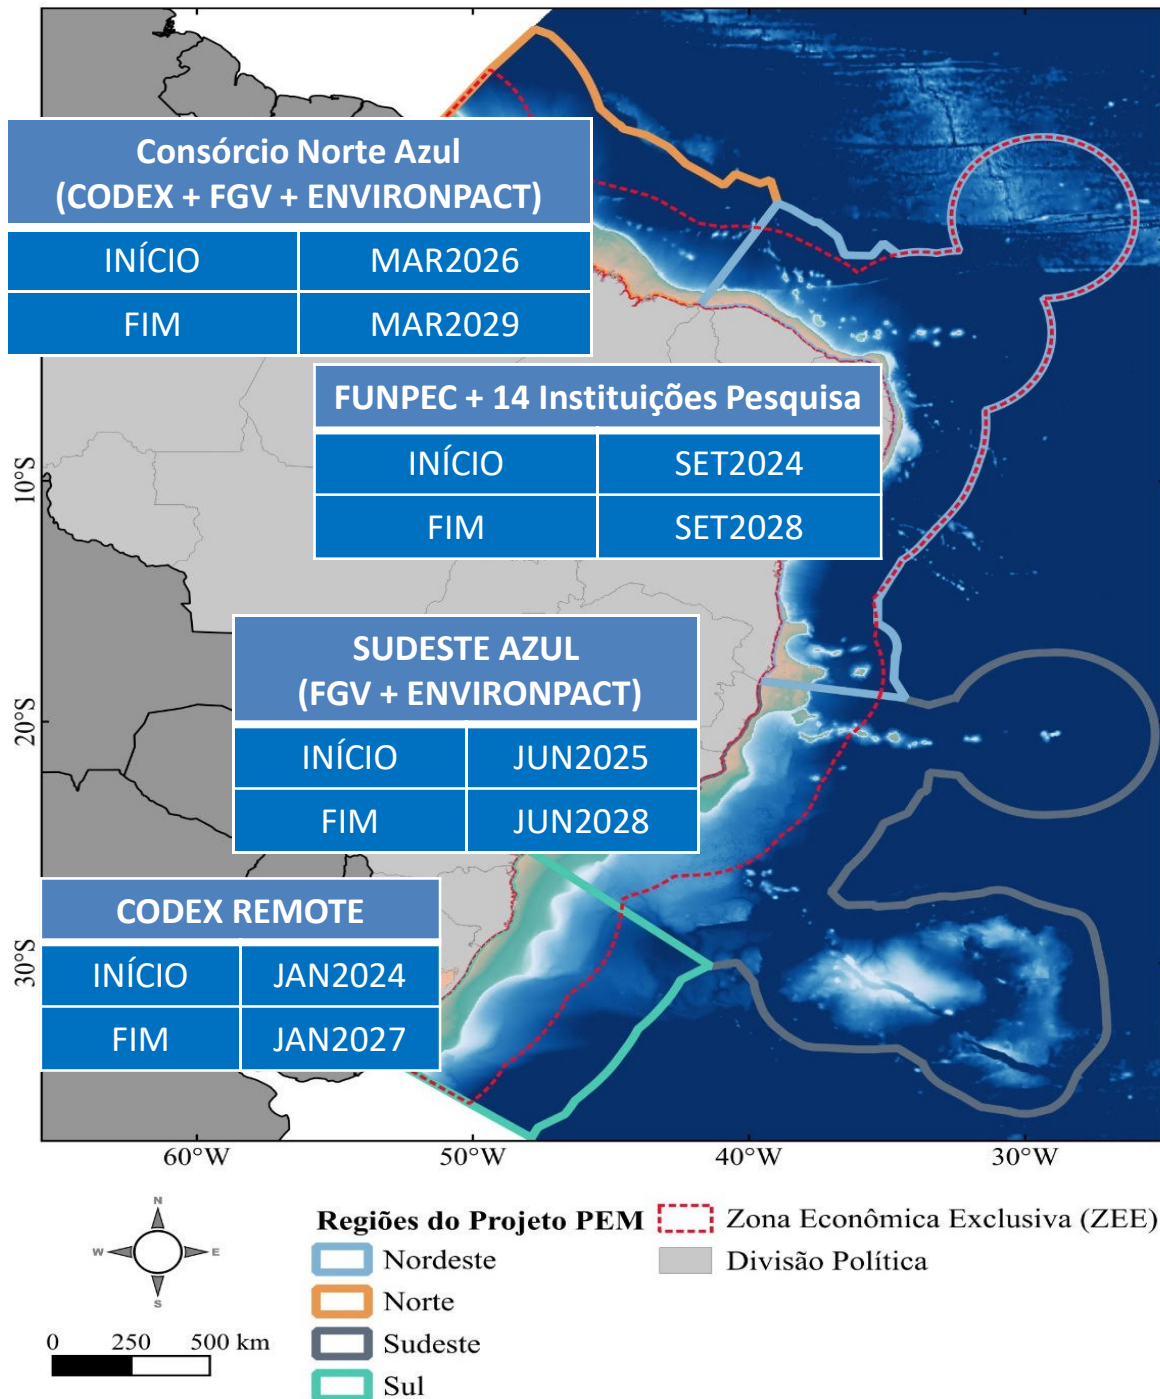 Consórcio Norte Azul
(CODEX + FGV + ENVIRONPACT)
INÍCIO MAR2026
FIM MAR2029
FUNPEC + 14 Instituições Pesquisa
INÍCIO SET2024
FIM SET2028
SUDESTE AZUL
(FGV + ENVIRONPACT)
INÍCIO JUN2025
FIM JUN2028
CODEX REMOTE
INÍCIO JAN2024
FIM JAN2027
10°S
20°S
30°S
60°W 50°W 40°W 30°W
N
W E
S
0 250 500 km
Regiões do Projeto PEM
Nordeste
Norte
Sudeste
Sul
Zona Econômica Exclusiva (ZEE)
Divisão Política